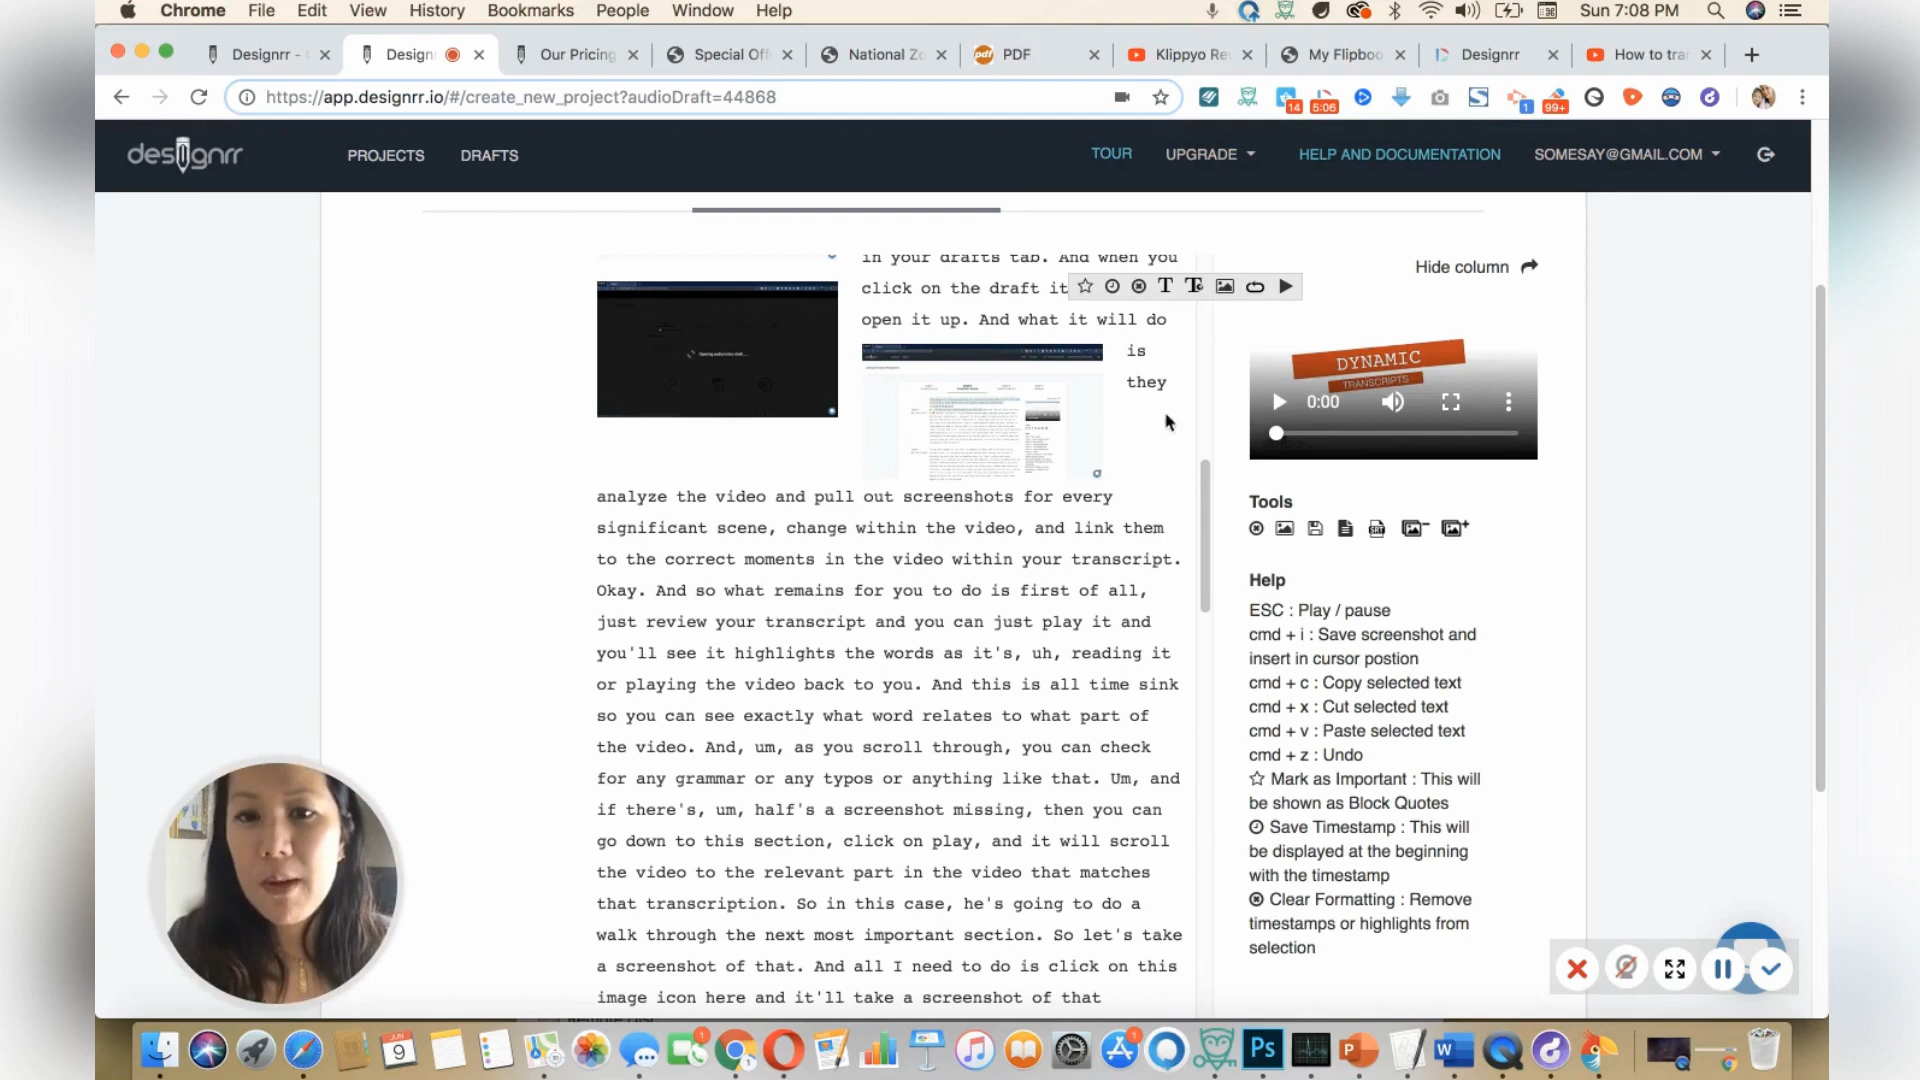 Chrome File Edit View History Bookmarks People Window Help Sun 7:08 PM
Designrr - Designr Our Pricing Special Off National Zo PDF Klippyo Re My Flipboo Designrr How to tra
https://app.designrr.io/#/create_new_project?audioDraft=44868
14 5:06 1 99+
designrr PROJECTS DRAFTS TOUR UPGRADE HELP AND DOCUMENTATION SOMESAY@GMAIL.COM
Hide column
in your drafts tab. And when you
click on the draft it
open it up. And what it will do
is
they
analyze the video and pull out screenshots for every
significant scene, change within the video, and link them
to the correct moments in the video within your transcript.
Okay. And so what remains for you to do is first of all,
just review your transcript and you can just play it and
you'll see it highlights the words as it's, uh, reading it
or playing the video back to you. And this is all time sink
so you can see exactly what word relates to what part of
the video. And, um, as you scroll through, you can check
for any grammar or any typos or anything like that. Um, and
if there's, um, half's a screenshot missing, then you can
go down to this section, click on play, and it will scroll
the video to the relevant part in the video that matches
that transcription. So in this case, he's going to do a
walk through the next most important section. So let's take
a screenshot of that. And all I need to do is click on this
image icon here and it'll take a screenshot of that
DYNAMIC
TRANSCRIPTS
0:00
Tools
SRT
Help
ESC : Play / pause
cmd + i : Save screenshot and
insert in cursor postion
cmd + c : Copy selected text
cmd + x : Cut selected text
cmd + v : Paste selected text
cmd + z : Undo
Mark as Important : This will
be shown as Block Quotes
Save Timestamp : This will
be displayed at the beginning
with the timestamp
Clear Formatting : Remove
timestamps or highlights from
selection
JUN
9
1
1
Ps
P
W